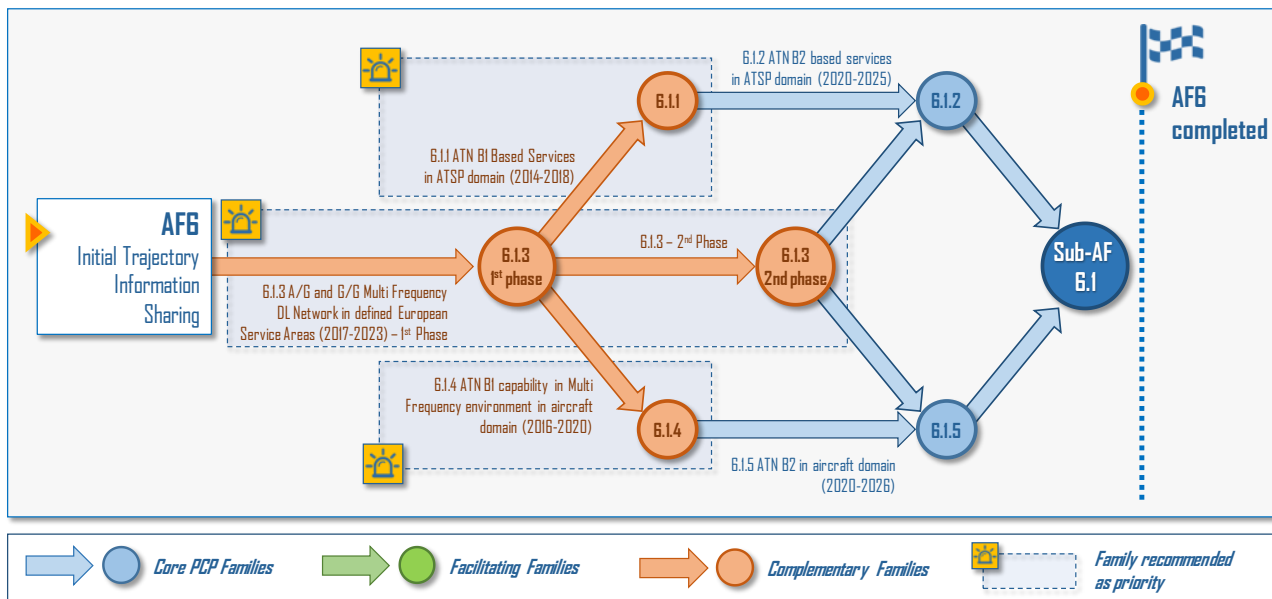 6.1.2 ATN B2 based services
in ATSP domain (2020-2025)
AF6
completed
6.1.1
6.1.2
6.1.1 ATN B1 Based Services
in ATSP domain (2014-2018)
AF6
Initial Trajectory
Information
Sharing
6.1.3
1st phase
6.1.3 – 2nd Phase
6.1.3
2nd phase
Sub-AF
6.1
6.1.3 A/G and G/G Multi Frequency
DL Network in defined European
Service Areas (2017-2023) – 1st Phase
6.1.4 ATN B1 capability in Multi
Frequency environment in aircraft
domain (2016-2020)
6.1.4
6.1.5
6.1.5 ATN B2 in aircraft domain
(2020-2026)
Core PCP Families
Facilitating Families
Complementary Families
Family recommended
as priority